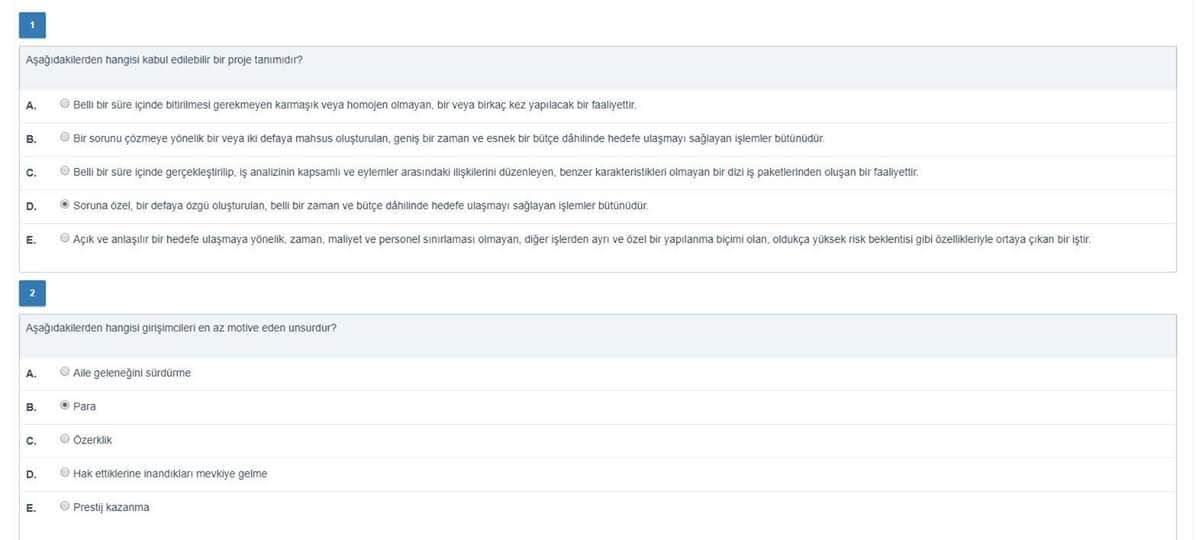 1
Aşağıdakilerden hangisi kabul edilebilir bir proje tanımıdır?
A. Belli bir süre içinde bitirilmesi gerekmeyen karmaşık veya homojen olmayan, bir veya birkaç kez yapılacak bir faaliyettir.
B. Bir sorunu çözmeye yönelik bir veya iki defaya mahsus oluşturulan, geniş bir zaman ve esnek bir bütçe dâhilinde hedefe ulaşmayı sağlayan işlemler bütünüdür.
C. Belli bir süre içinde gerçekleştirilip, iş analizinin kapsamlı ve eylemler arasındaki ilişkilerini düzenleyen, benzer karakteristikleri olmayan bir dizi iş paketlerinden oluşan bir faaliyettir.
D. Soruna özel, bir defaya özgü oluşturulan, belli bir zaman ve bütçe dâhilinde hedefe ulaşmayı sağlayan işlemler bütünüdür.
E. Açık ve anlaşılır bir hedefe ulaşmaya yönelik, zaman, maliyet ve personel sınırlaması olmayan, diğer işlerden ayrı ve özel bir yapılanma biçimi olan, oldukça yüksek risk beklentisi gibi özellikleriyle ortaya çıkan bir iştir.
2
Aşağıdakilerden hangisi girişimcileri en az motive eden unsurdur?
A. Aile geleneğini sürdürme
B. Para
C. Özerklik
D. Hak ettiklerine inandıkları mevkiye gelme
E. Prestij kazanma